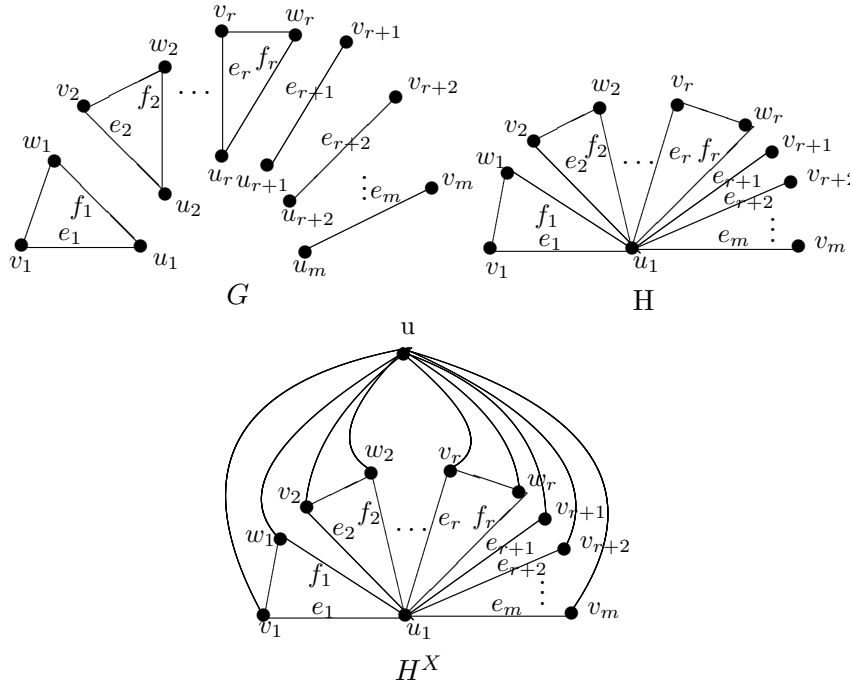 v_r w_r v_{r+1}
w_2 f_r
v_2 f_2 ... e_r e_{r+1} v_{r+2}
e_2 e_{r+2}
w_1 u_r u_{r+1} ⋮ e_m v_m
f_1 u_2 u_{r+2}
e_1
v_1 u_1 u_m
G
w_2 v_r
v_2 f_2 w_r
e_2 ... e_r f_r v_{r+1}
w_1 e_{r+1} v_{r+2}
f_1 e_{r+2}
e_1 e_m ⋮ v_m
v_1 u_1
H
u
w_2 v_r
v_2 w_r
f_2 e_r f_r v_{r+1}
w_1 e_2 ... e_{r+1} v_{r+2}
f_1 e_{r+2}
e_1 e_m ⋮ v_m
v_1 u_1
H^X